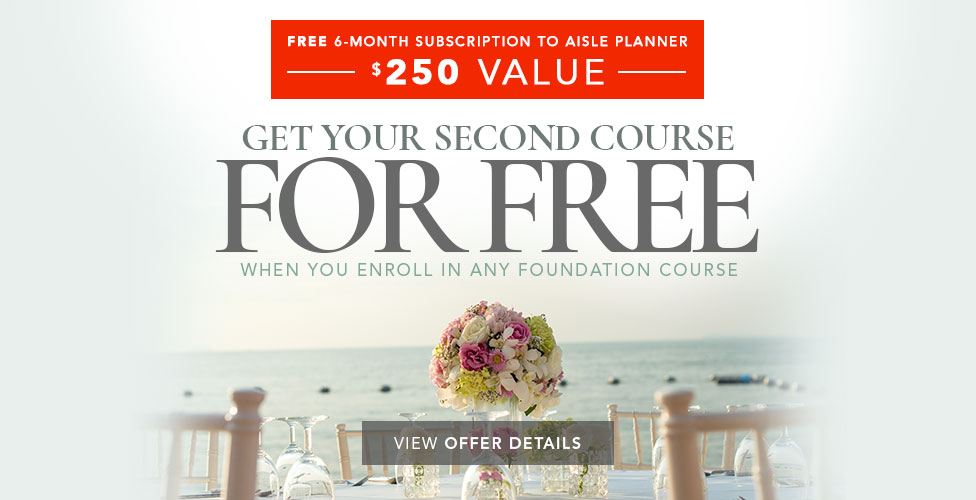 FREE 6-MONTH SUBSCRIPTION TO AISLE PLANNER
$250 VALUE
GET YOUR SECOND COURSE
FOR FREE
WHEN YOU ENROLL IN ANY FOUNDATION COURSE
VIEW OFFER DETAILS